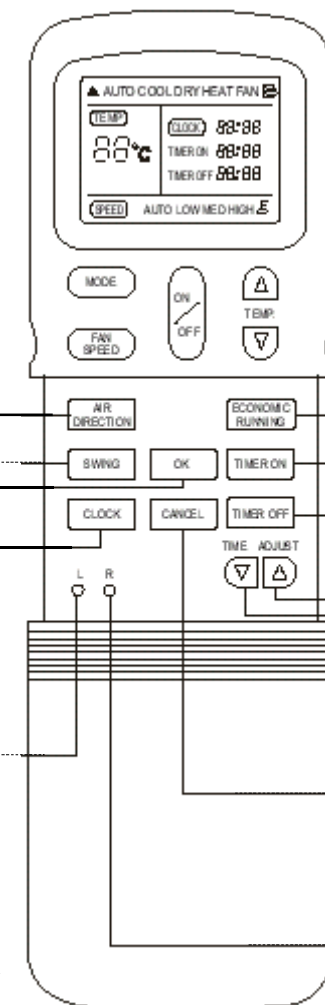 ▲ AUTO COOL DRY HEAT FAN
TEMP
CLOCK 88:88
88°C
TIMER ON 88:88
TIMER OFF 88:88
SPEED AUTO LOW MED HIGH
MODE
ON
OFF
TEMP.
FAN
SPEED
AIR
DIRECTION
ECONOMIC
RUNNING
SWING
OK
TIMER ON
CLOCK
CANCEL
TIMER OFF
TIME ADJUST
L R